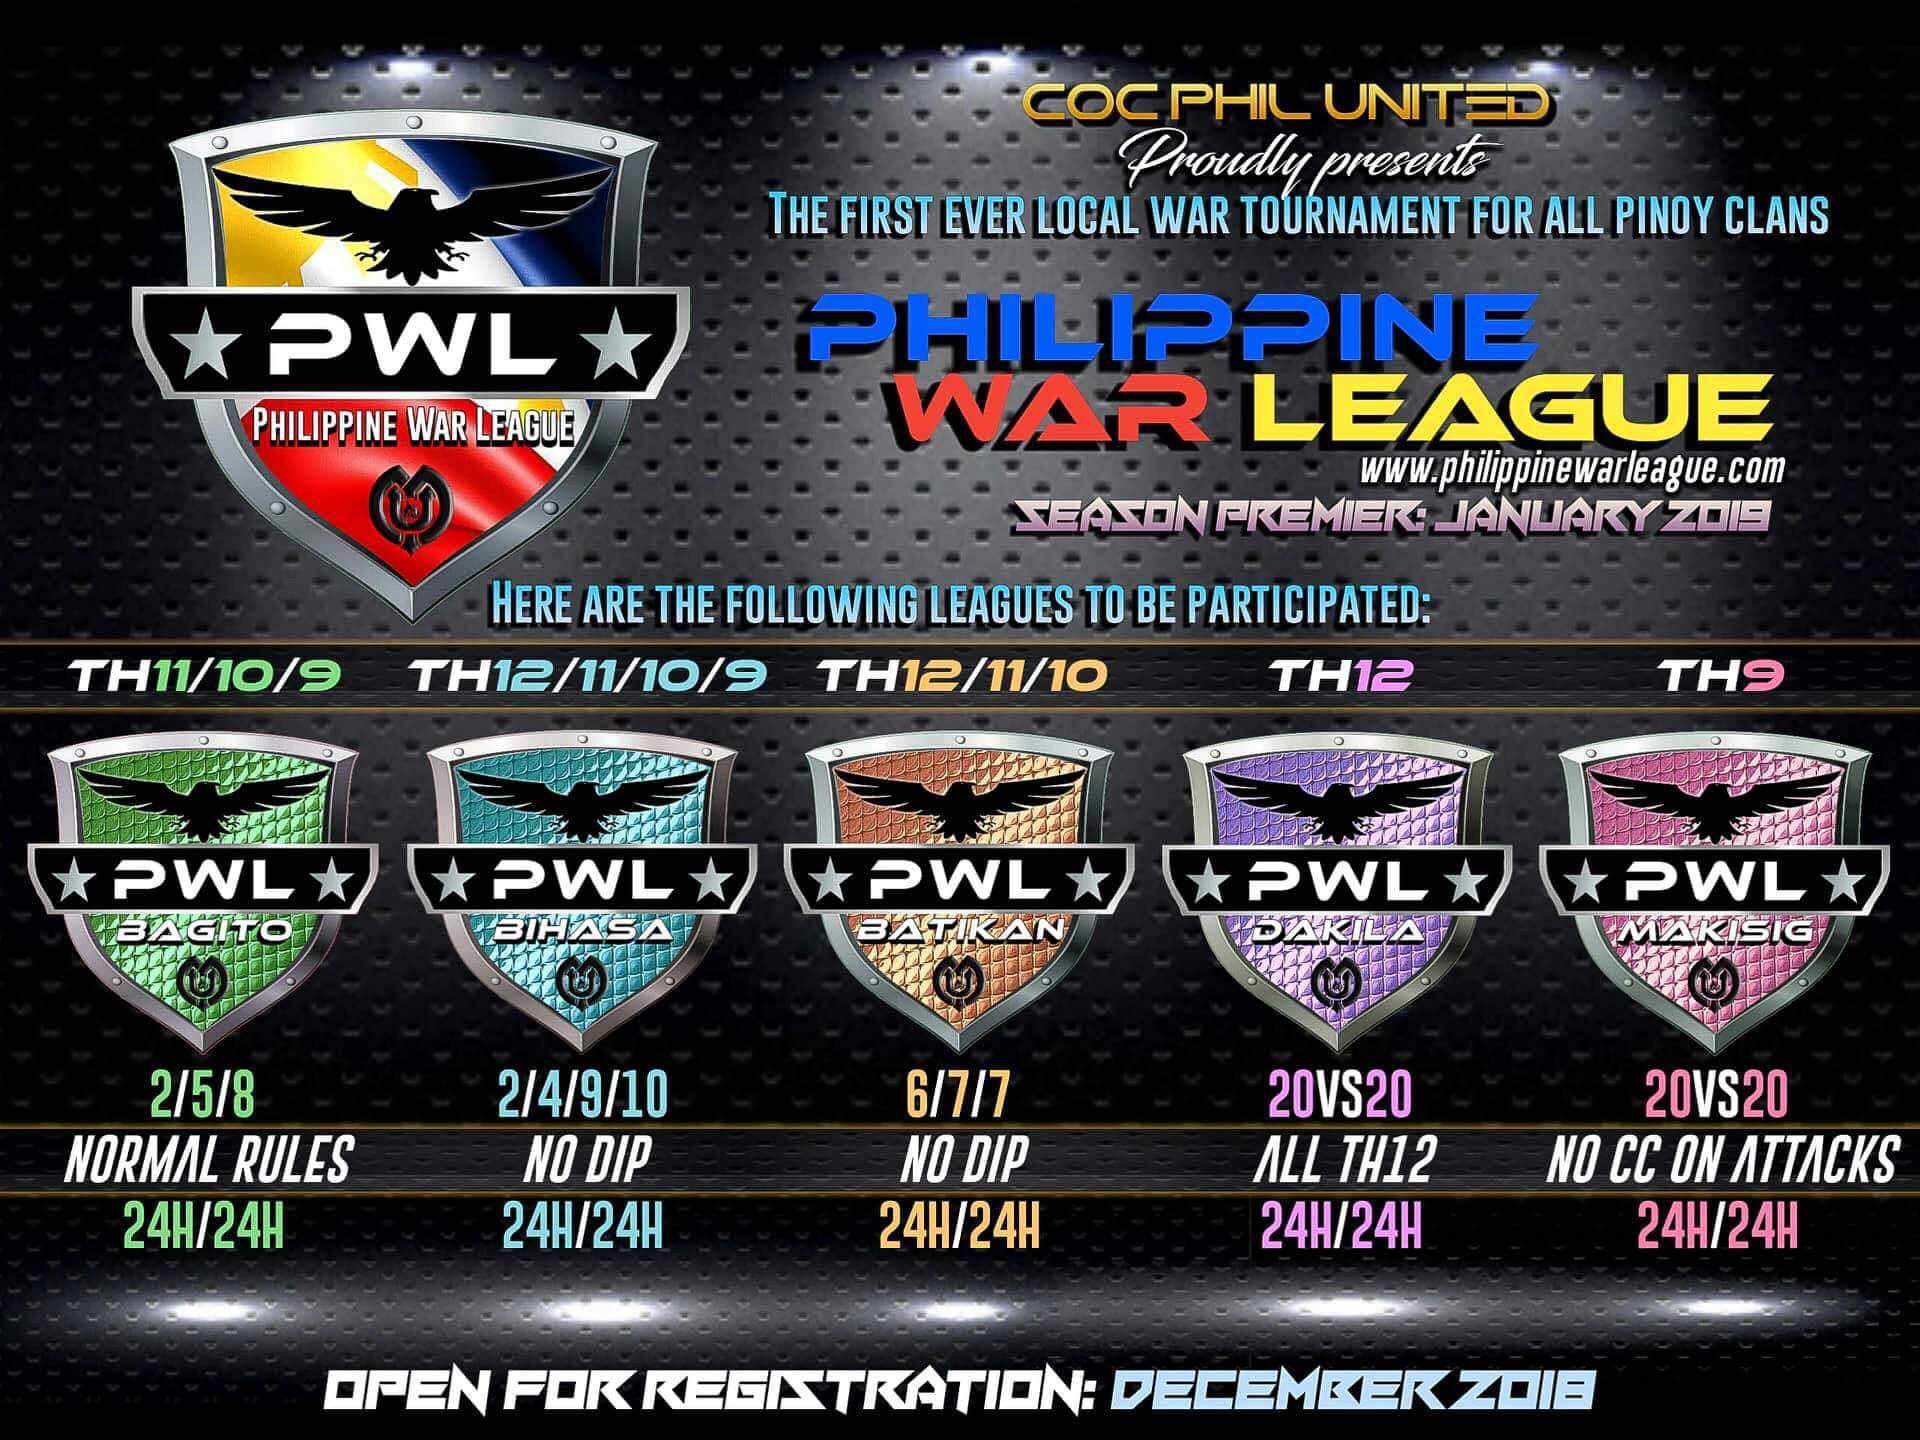 COC PHIL UNITED
Proudly presents
THE FIRST EVER LOCAL WAR TOURNAMENT FOR ALL PINOY CLANS
★ PWL ★
PHILIPPINE WAR LEAGUE
PHILIPPINE
WAR LEAGUE
www.philippinewarleague.com
SEASON PREMIER: JANUARY 2019
HERE ARE THE FOLLOWING LEAGUES TO BE PARTICIPATED:
TH11/10/9 TH12/11/10/9 TH12/11/10 TH12 TH9
★ PWL ★ ★ PWL ★ ★ PWL ★ ★ PWL ★ ★ PWL ★
BAGITO BIHASA BATIKAN DAKILA MAKISIG
2/5/8 2/4/9/10 6/7/7 20VS20 20VS20
NORMAL RULES NO DIP NO DIP ALL TH12 NO CC ON ATTACKS
24H/24H 24H/24H 24H/24H 24H/24H 24H/24H
OPEN FOR REGISTRATION: DECEMBER 2018